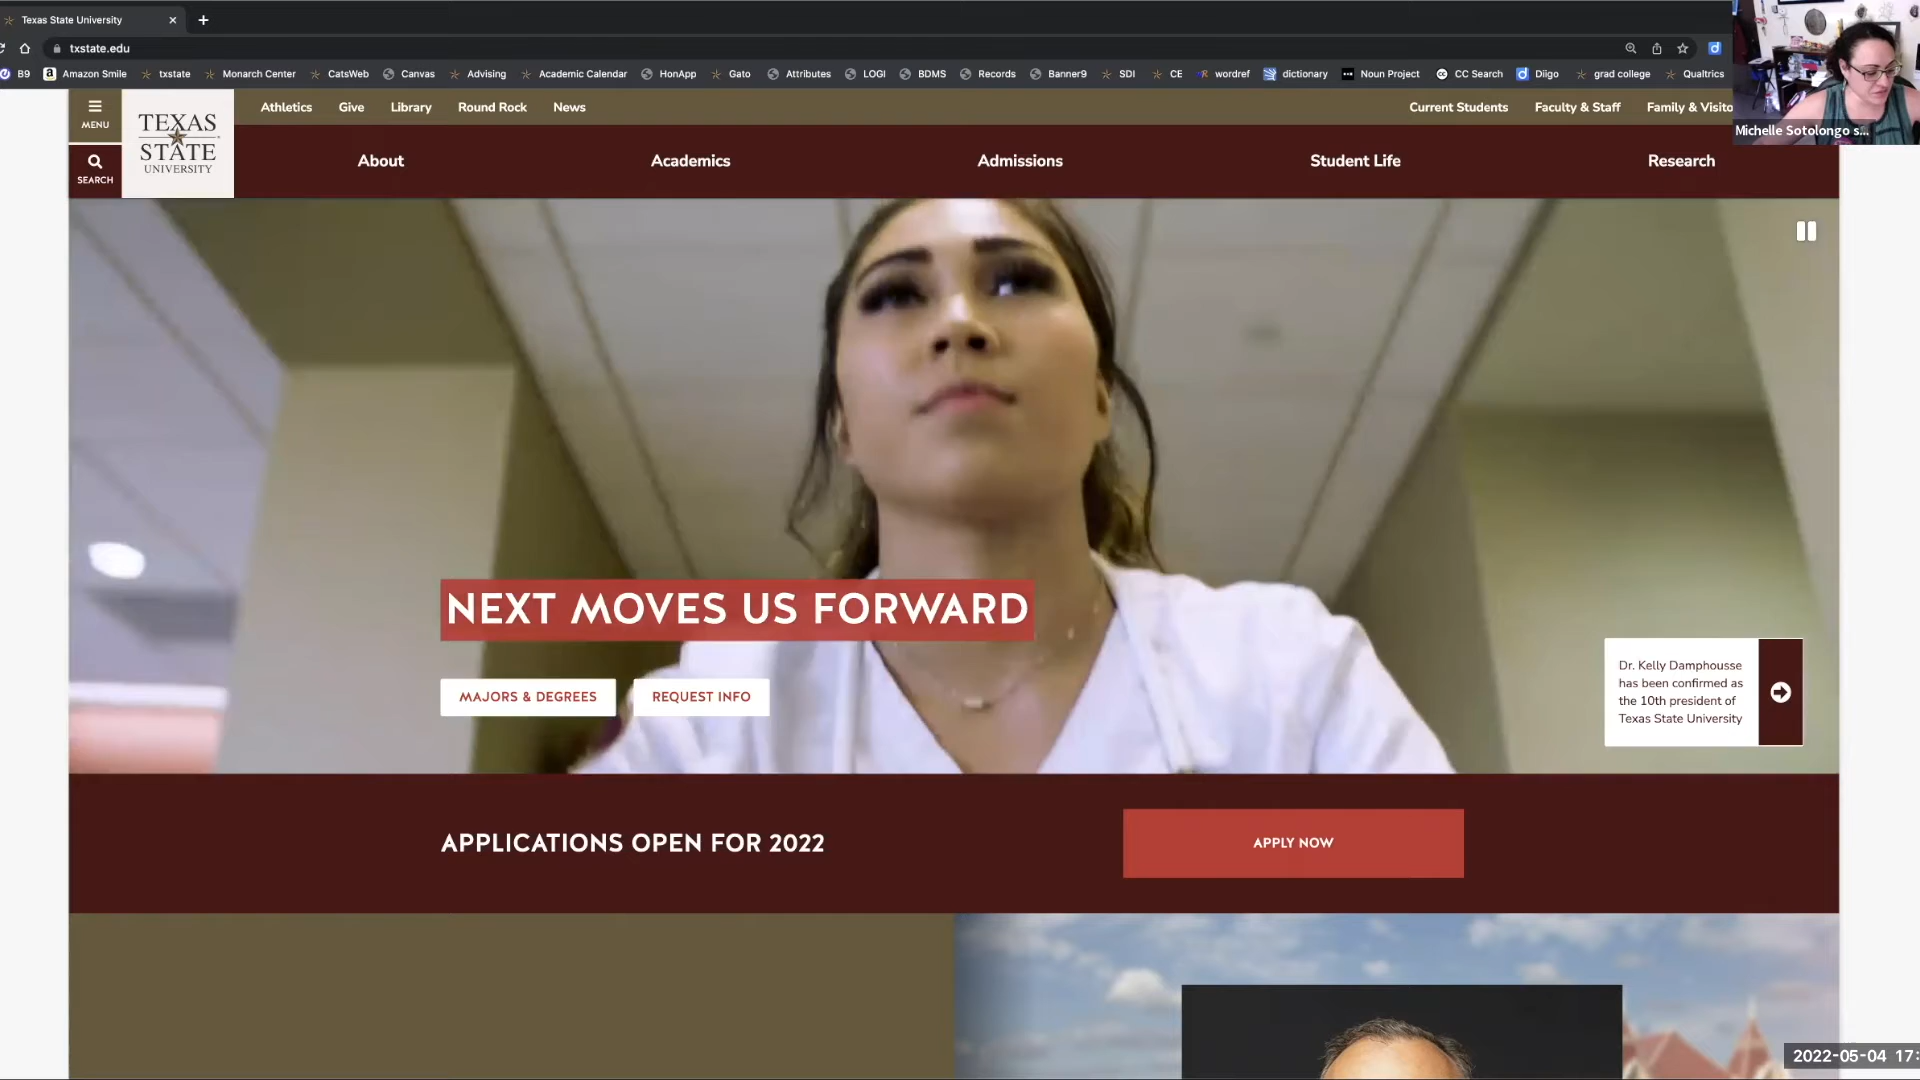 Texas State University
txstate.edu
B9 Amazon Smile txstate Monarch Center CatsWeb Canvas Advising Academic Calendar HonApp Gato Attributes LOGI BDMS Records Banner9 SDI CE wordref dictionary Noun Project CC Search Diigo grad college Qualtrics
Michelle Sotolongo s...
MENU
SEARCH
TEXAS
STATE
UNIVERSITY
Athletics Give Library Round Rock News Current Students Faculty & Staff Family & Visito
About Academics Admissions Student Life Research
NEXT MOVES US FORWARD
MAJORS & DEGREES REQUEST INFO
Dr. Kelly Damphousse
has been confirmed as
the 10th president of
Texas State University
APPLICATIONS OPEN FOR 2022
APPLY NOW
2022-05-04 17: